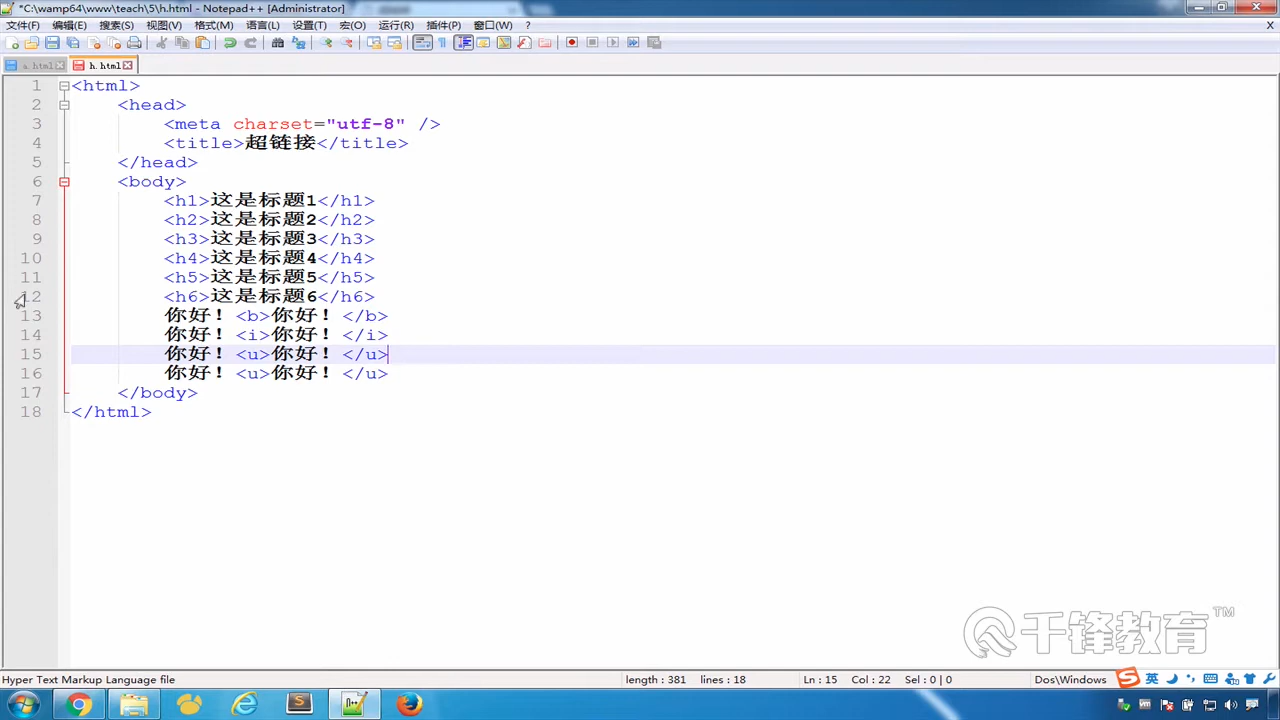 *C:\wamp64\www\teach\5\h.html - Notepad++ [Administrator]
文件(F) 编辑(E) 搜索(S) 视图(V) 格式(M) 语言(L) 设置(T) 宏(O) 运行(R) 插件(P) 窗口(W) ? X
a.html h.html
1 <html>
2 <head>
3 <meta charset="utf-8" />
4 <title>超链接</title>
5 </head>
6 <body>
7 <h1>这是标题1</h1>
8 <h2>这是标题2</h2>
9 <h3>这是标题3</h3>
10 <h4>这是标题4</h4>
11 <h5>这是标题5</h5>
12 <h6>这是标题6</h6>
13 你好！<b>你好！</b>
14 你好！<i>你好！</i>
15 你好！<u>你好！</u>
16 你好！<u>你好！</u>
17 </body>
18 </html>
千锋教育™
Hyper Text Markup Language file length : 381 lines : 18 Ln : 15 Col : 22 Sel : 0 | 0 Dos\Windows 英